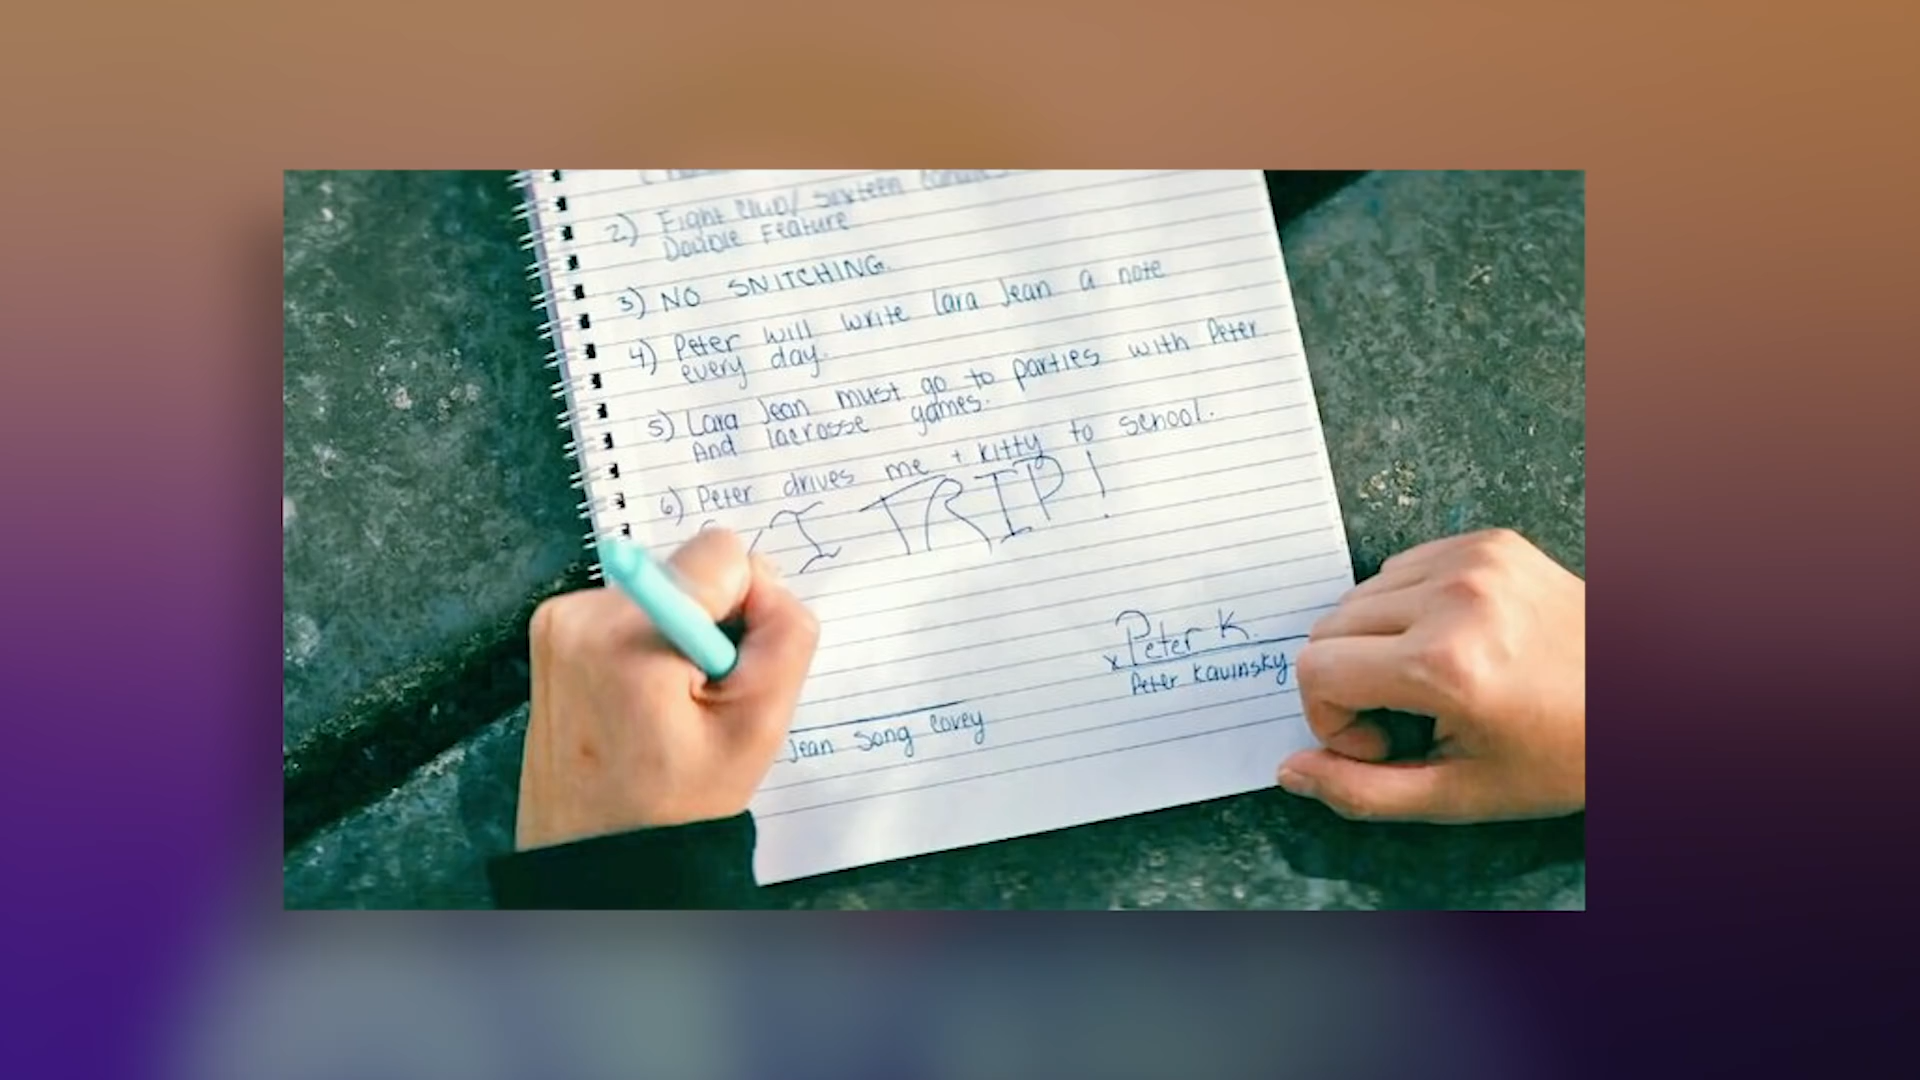 2) Fight Club/ Sixteen Candles
Double Feature
3) NO SNITCHING.
4) Peter will write Lara Jean a note
every day.
5) Lara Jean must go to parties with Peter
And lacrosse games.
6) Peter drives me + kitty to school.
I TRIP!
Peter K.
x
Peter Kavinsky
Jean Song Covey